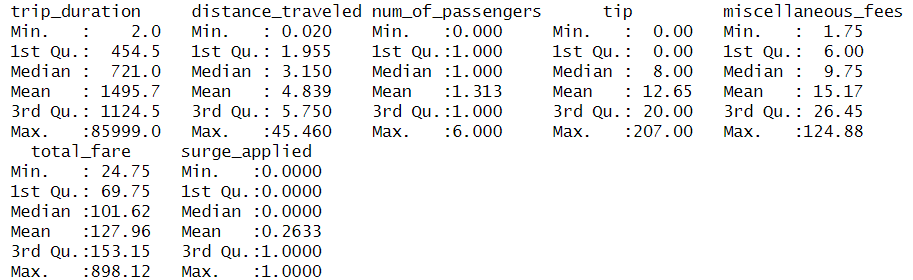 trip_duration distance_traveled num_of_passengers tip miscellaneous_fees
Min. : 2.0 Min. : 0.020 Min. :0.000 Min. : 0.00 Min. : 1.75
1st Qu.: 454.5 1st Qu.: 1.955 1st Qu.:1.000 1st Qu.: 0.00 1st Qu.: 6.00
Median : 721.0 Median : 3.150 Median :1.000 Median : 8.00 Median : 9.75
Mean : 1495.7 Mean : 4.839 Mean :1.313 Mean : 12.65 Mean : 15.17
3rd Qu.: 1124.5 3rd Qu.: 5.750 3rd Qu.:1.000 3rd Qu.: 20.00 3rd Qu.: 26.45
Max. :85999.0 Max. :45.460 Max. :6.000 Max. :207.00 Max. :124.88
total_fare surge_applied
Min. : 24.75 Min. :0.0000
1st Qu.: 69.75 1st Qu.:0.0000
Median :101.62 Median :0.0000
Mean :127.96 Mean :0.2633
3rd Qu.:153.15 3rd Qu.:1.0000
Max. :898.12 Max. :1.0000